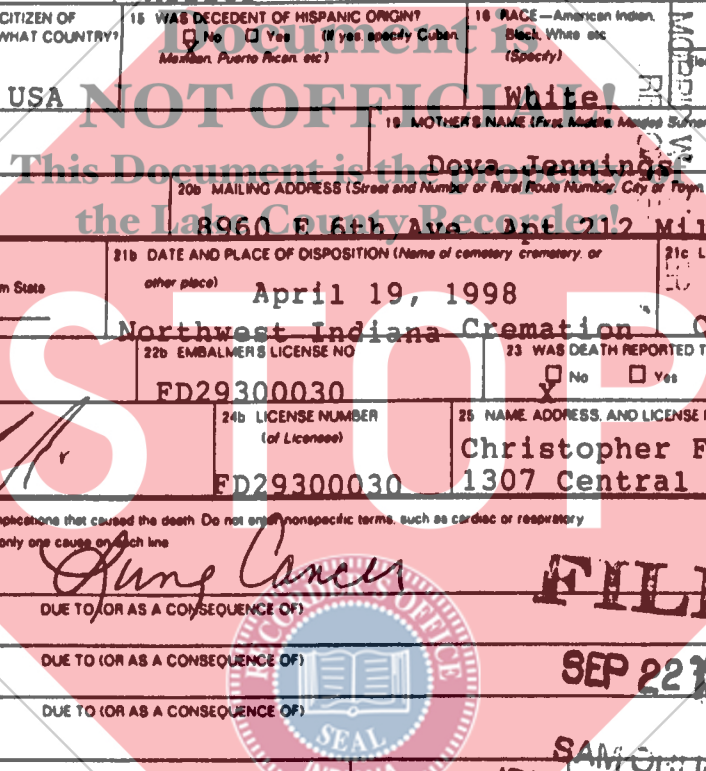 CITIZEN OF
WHAT COUNTRY?
USA
15 WAS DECEDENT OF HISPANIC ORIGIN?
No Yes (If yes, specify Cuban
X
Mexican, Puerto Rican, etc)
16 RACE—American Indian,
Black, White etc
(Specify)
White
Document is
NOT OFFICIAL!
This Document is the property of
the Lake County Recorder!
19 MOTHER'S NAME (First Middle Maiden Surname
Dova Jennings
20b MAILING ADDRESS (Street and Number or Rural Route Number, City or Town
8960 E 6th Ave Apt 212 Mil
m State
21b DATE AND PLACE OF DISPOSITION (Name of cemetery crematory, or
other place)
April 19, 1998
Northwest Indiana Cremation C
21c L
22b EMBALMERS LICENSE NO
FD29300030
23 WAS DEATH REPORTED T
No Yes
X
24b LICENSE NUMBER
(of Licensee)
FD29300030
25 NAME, ADDRESS, AND LICENSE
Christopher F
1307 Central
STOP
mplications that caused the death Do not enter nonspecific terms, such as cardiac or respiratory
only one cause on each line
Lung Cancer
DUE TO (OR AS A CONSEQUENCE OF)
DUE TO (OR AS A CONSEQUENCE OF)
DUE TO (OR AS A CONSEQUENCE OF)
FIL
SEP 22
SAM
RECORDER'S OFFICE
SEAL
INDIANA